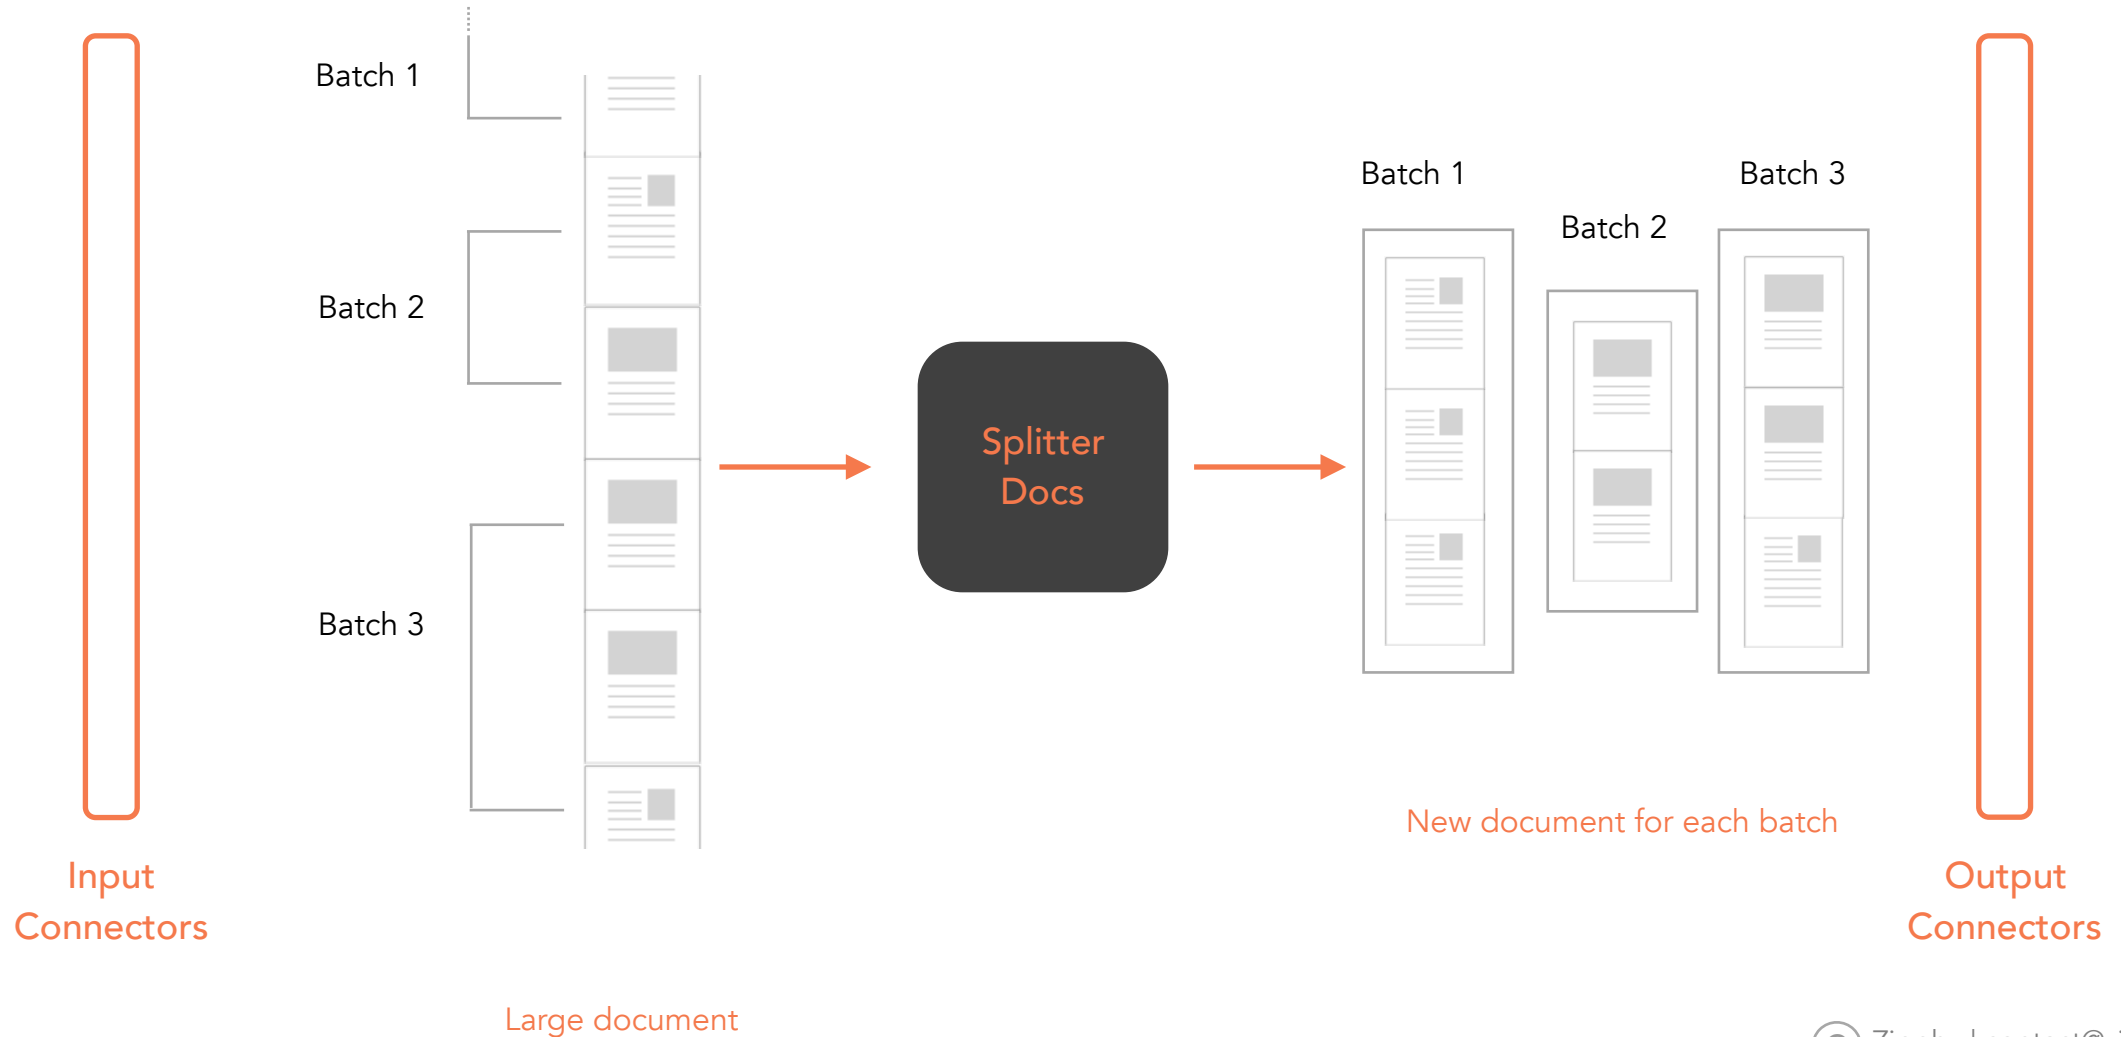 Batch 1
Batch 2
Batch 3
Splitter
Docs
Batch 1
Batch 2
Batch 3
New document for each batch
Input
Connectors
Output
Connectors
Large document